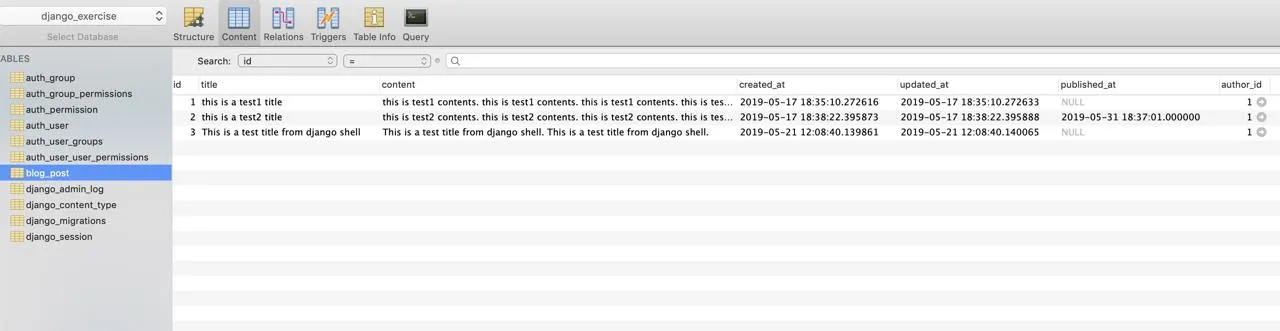 django_exercise
Select Database
Structure Content Relations Triggers Table Info Query
ABLES
auth_group
auth_group_permissions
auth_permission
auth_user
auth_user_groups
auth_user_user_permissions
blog_post
django_admin_log
django_content_type
django_migrations
django_session
Search: id =
id title content created_at updated_at published_at author_id
1 this is a test1 title this is test1 contents. this is test1 contents. this is test1 contents. this is tes... 2019-05-17 18:35:10.272616 2019-05-17 18:35:10.272633 NULL 1
2 this is a test2 title this is test2 contents. this is test2 contents. this is test2 contents. this is tes... 2019-05-17 18:38:22.395873 2019-05-17 18:38:22.395888 2019-05-31 18:37:01.000000 1
3 This is a test title from django shell This is a test title from django shell. This is a test title from django shell. 2019-05-21 12:08:40.139861 2019-05-21 12:08:40.140065 NULL 1